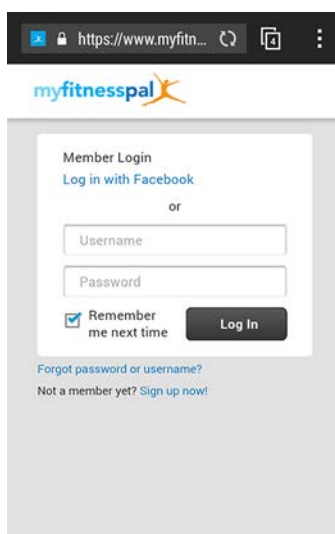 https://www.myfitn...
4
myfitnesspal
Member Login
Log in with Facebook
or
Username
Password
Remember
me next time
Log In
Forgot password or username?
Not a member yet? Sign up now!